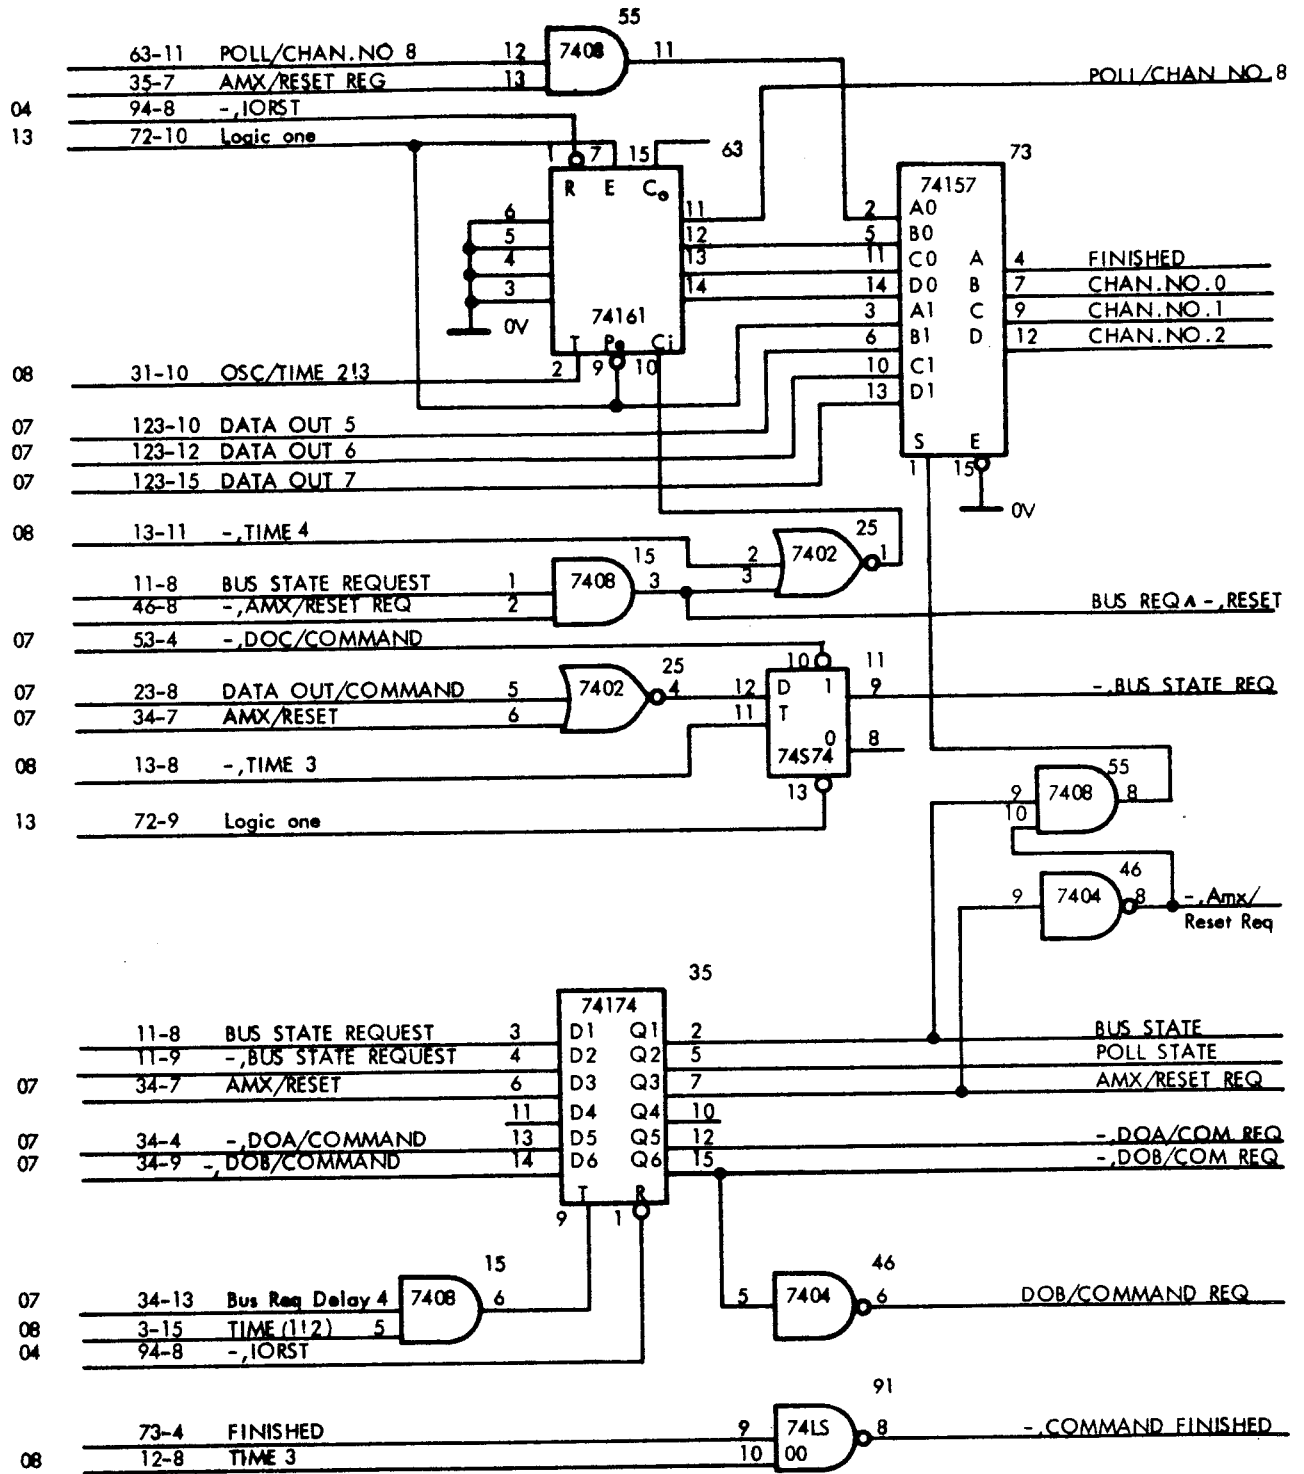 55
63-11 POLL/CHAN.NO 8 12 7408 11
35-7 AMX/RESET REG 13 POLL/CHAN NO.8
04 94-8 -,IORST
13 72-10 Logic one 1 7 15 63 73
R E Co 74157
6 11 2 A0
5 12 5 B0
4 13 11 C0 A 4 FINISHED
3 14 14 D0 B 7 CHAN.NO.0
0V 74161 3 A1 C 9 CHAN.NO.1
T Pe Ci 6 B1 D 12 CHAN.NO.2
08 31-10 OSC/TIME 2!3 2 9 10 10 C1
13 D1
07 123-10 DATA OUT 5
07 123-12 DATA OUT 6 S E
07 123-15 DATA OUT 7 1 15
0V
08 13-11 -,TIME 4 2 7402 25 1
3
11-8 BUS STATE REQUEST 1 7408 15 3
46-8 -,AMX/RESET REQ 2 BUS REQ∧-,RESET
07 53-4 -,DOC/COMMAND 10 11
07 23-8 DATA OUT/COMMAND 5 7402 25 4 12 D 1 9 -,BUS STATE REQ
07 34-7 AMX/RESET 6 11 T
0 8
08 13-8 -,TIME 3 74S74
13 55
9 7408 8
10
13 72-9 Logic one
46
9 7404 8 -,Amx/
Reset Req
35
74174
11-8 BUS STATE REQUEST 3 D1 Q1 2 BUS STATE
11-9 -,BUS STATE REQUEST 4 D2 Q2 5 POLL STATE
07 34-7 AMX/RESET 6 D3 Q3 7 AMX/RESET REQ
11 D4 Q4 10
07 34-4 -,DOA/COMMAND 13 D5 Q5 12 -,DOA/COM REQ
07 34-9 -,DOB/COMMAND 14 D6 Q6 15 -,DOB/COM REQ
T R
9 1
15 46
07 34-13 Bus Req Delay 4 7408 6 5 7404 6 DOB/COMMAND REQ
08 3-15 TIME(1!2) 5
04 94-8 -,IORST
91
73-4 FINISHED 9 74LS 8 -,COMMAND FINISHED
08 12-8 TIME 3 10 00